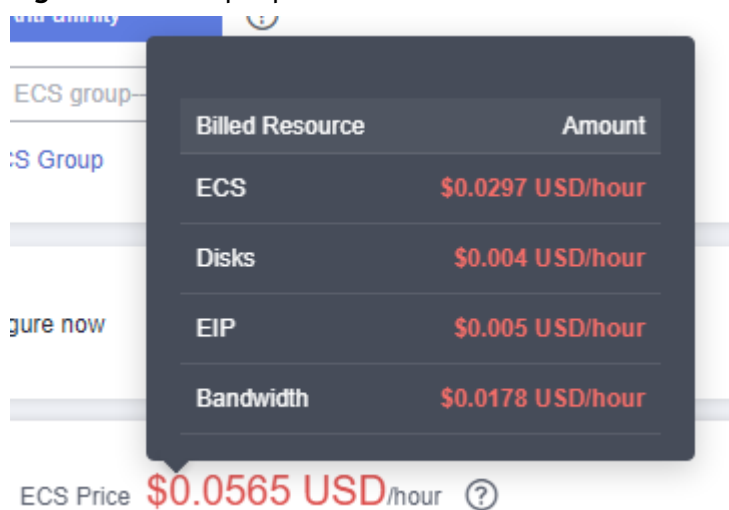 Billed Resource Amount
ECS group--
CS Group
ECS $0.0297 USD/hour
Disks $0.004 USD/hour
gure now
EIP $0.005 USD/hour
Bandwidth $0.0178 USD/hour
ECS Price $0.0565 USD/hour ?